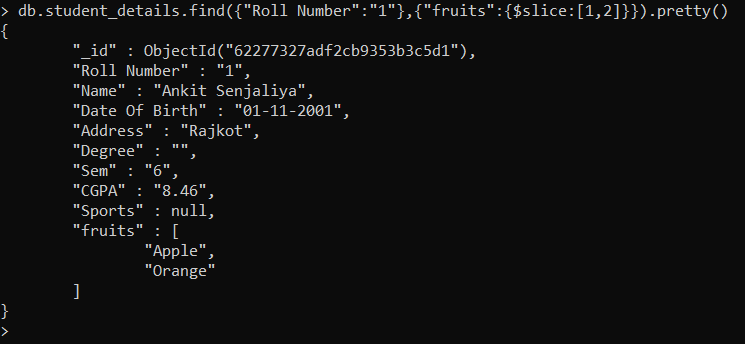 > db.student_details.find({"Roll Number":"1"},{"fruits":{$slice:[1,2]}}).pretty()
{
        "_id" : ObjectId("62277327adf2cb9353b3c5d1"),
        "Roll Number" : "1",
        "Name" : "Ankit Senjaliya",
        "Date Of Birth" : "01-11-2001",
        "Address" : "Rajkot",
        "Degree" : "",
        "Sem" : "6",
        "CGPA" : "8.46",
        "Sports" : null,
        "fruits" : [
                "Apple",
                "Orange"
        ]
}
>